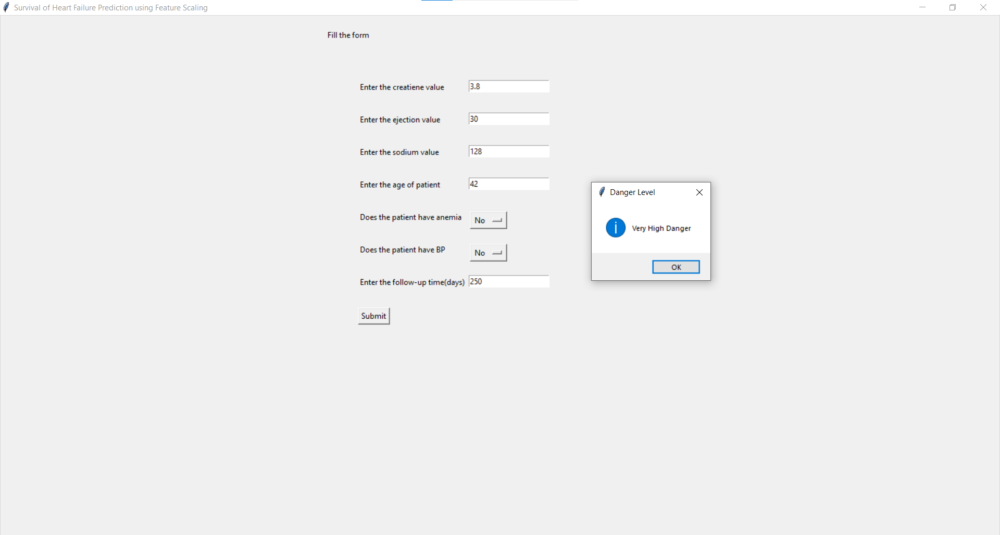 Survival of Heart Failure Prediction using Feature Scaling
Fill the form
Enter the creatiene value 3.8
Enter the ejection value 30
Enter the sodium value 128
Enter the age of patient 42
Danger Level
Does the patient have anemia No
Very High Danger
Does the patient have BP No
OK
Enter the follow-up time(days) 250
Submit